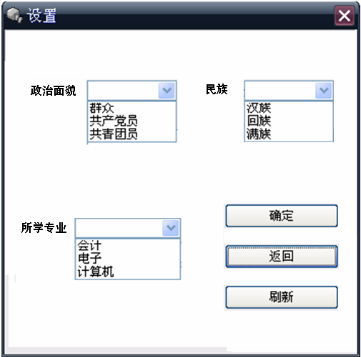 设置
政治面貌
群众
共产党员
共青团员
民族
汉族
回族
满族
所学专业
会计
电子
计算机
确定
返回
刷新